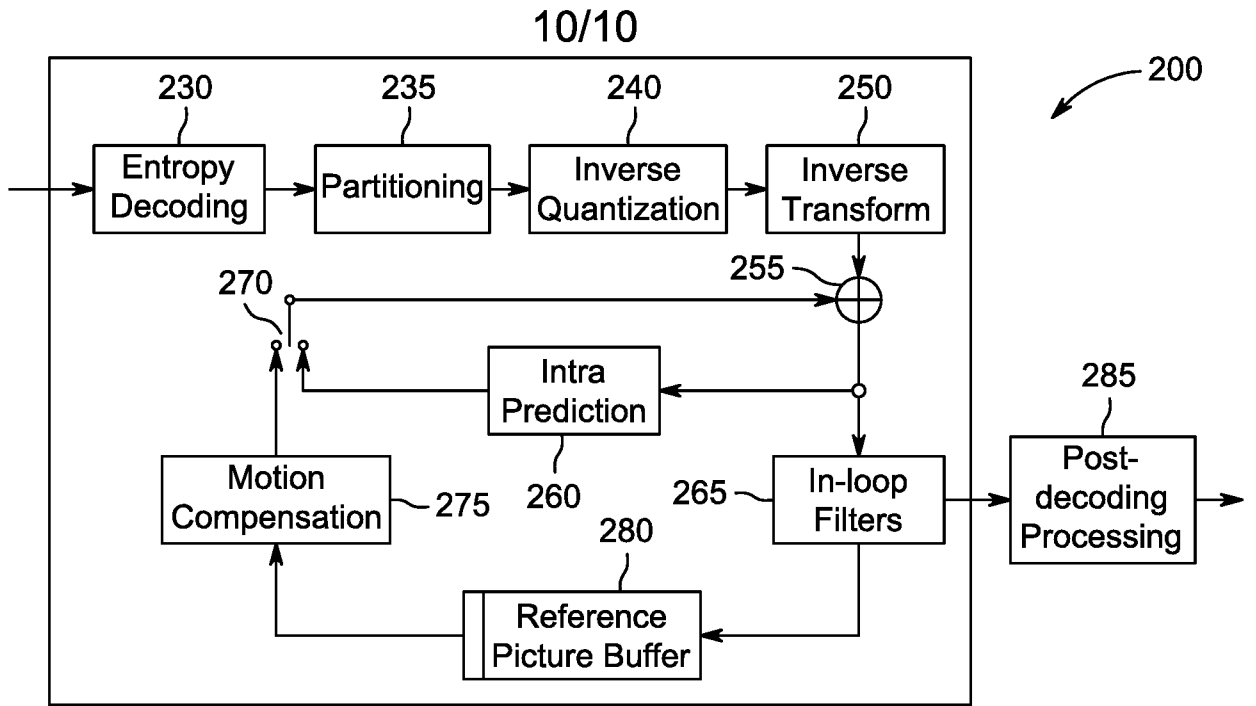 10/10
200
230
235
240
250
Entropy
Decoding
Partitioning
Inverse
Quantization
Inverse
Transform
255
270
Intra
Prediction
260
285
Motion
Compensation
275
265
In-loop
Filters
Post-
decoding
Processing
280
Reference
Picture Buffer